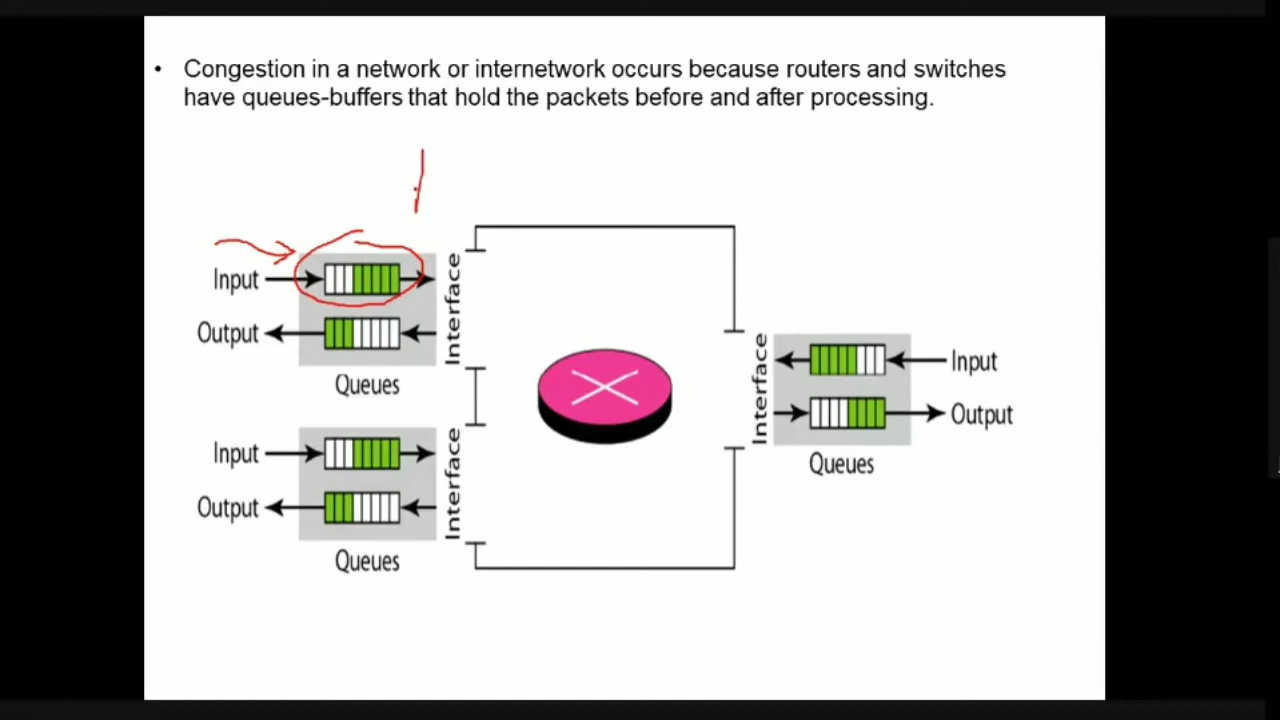 • Congestion in a network or internetwork occurs because routers and switches
have queues-buffers that hold the packets before and after processing.
Input
Output
Queues
Interface
Input
Output
Queues
Interface
Interface
Input
Output
Queues